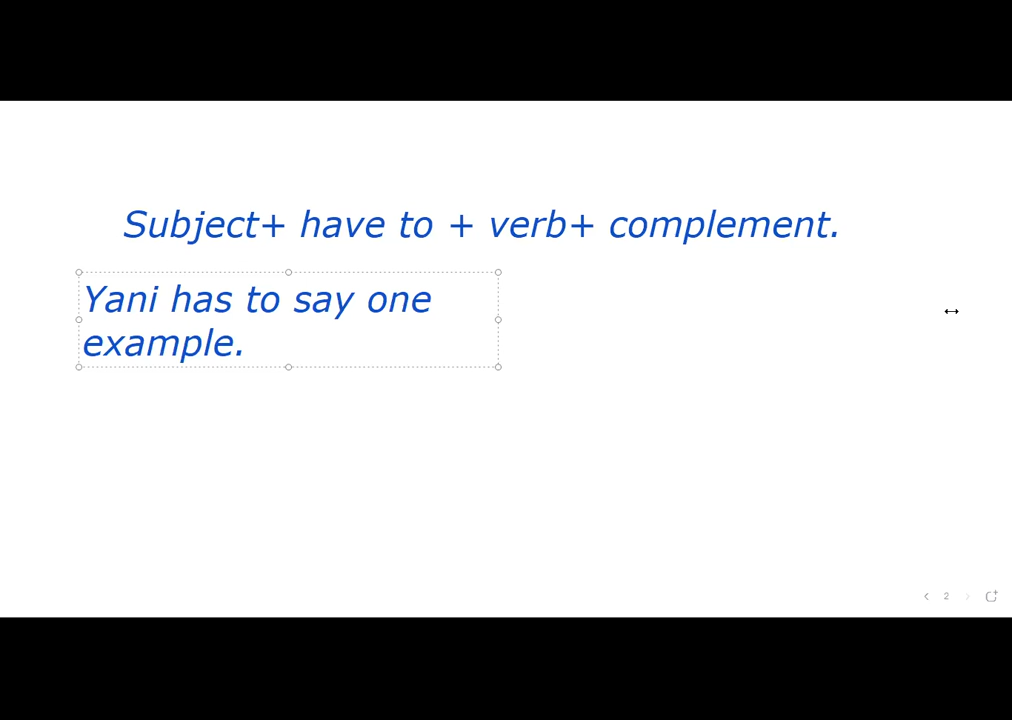 Subject+ have to + verb+ complement.
Yani has to say one
example.
2